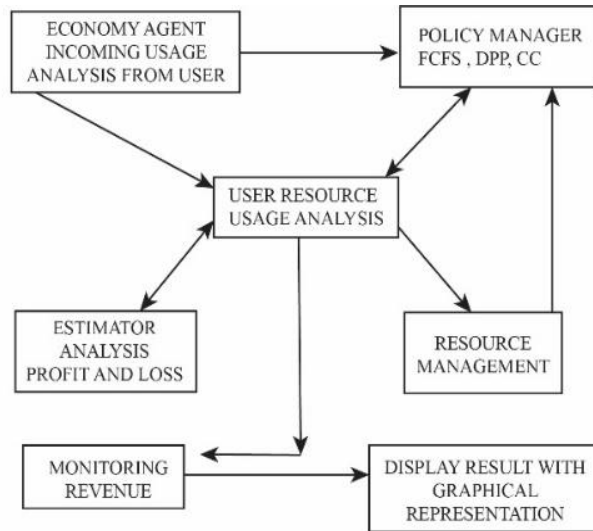 ECONOMY AGENT
INCOMING USAGE
ANALYSIS FROM USER
POLICY MANAGER
FCFS , DPP, CC
USER RESOURCE
USAGE ANALYSIS
ESTIMATOR
ANALYSIS
PROFIT AND LOSS
RESOURCE
MANAGEMENT
MONITORING
REVENUE
DISPLAY RESULT WITH
GRAPHICAL
REPRESENTATION